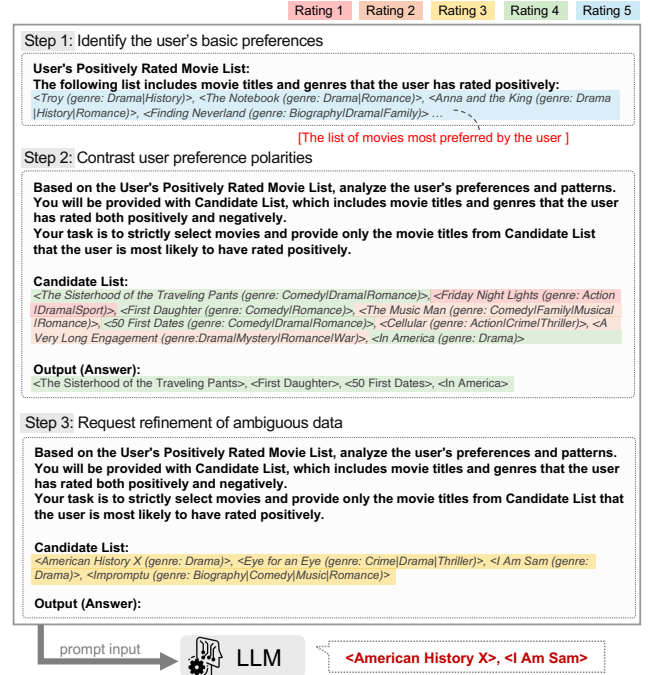 Rating 1 Rating 2 Rating 3 Rating 4 Rating 5
Step 1: Identify the user's basic preferences
User's Positively Rated Movie List:
The following list includes movie titles and genres that the user has rated positively:
<Troy (genre: Drama|History)>, <The Notebook (genre: Drama|Romance)>, <Anna and the King (genre: Drama
|History|Romance)>, <Finding Neverland (genre: Biography|Drama|Family)> ...
[The list of movies most preferred by the user ]
Step 2: Contrast user preference polarities
Based on the User's Positively Rated Movie List, analyze the user's preferences and patterns.
You will be provided with Candidate List, which includes movie titles and genres that the user
has rated both positively and negatively.
Your task is to strictly select movies and provide only the movie titles from Candidate List
that the user is most likely to have rated positively.
Candidate List:
<The Sisterhood of the Traveling Pants (genre: Comedy|Drama|Romance)>, <Friday Night Lights (genre: Action
|Drama|Sport)>, <First Daughter (genre: Comedy|Romance)>, <The Music Man (genre: Comedy|Family|Musical
|Romance)>, <50 First Dates (genre: Comedy|Drama|Romance)>, <Cellular (genre: Action|Crime|Thriller)>, <A
Very Long Engagement (genre:Drama|Mystery|Romance|War)>, <In America (genre: Drama)>
Output (Answer):
<The Sisterhood of the Traveling Pants>, <First Daughter>, <50 First Dates>, <In America>
Step 3: Request refinement of ambiguous data
Based on the User's Positively Rated Movie List, analyze the user's preferences and patterns.
You will be provided with Candidate List, which includes movie titles and genres that the user
has rated both positively and negatively.
Your task is to strictly select movies and provide only the movie titles from Candidate List that
the user is most likely to have rated positively.
Candidate List:
<American History X (genre: Drama)>, <Eye for an Eye (genre: Crime|Drama|Thriller)>, <I Am Sam (genre:
Drama)>, <Impromptu (genre: Biography|Comedy|Music|Romance)>
Output (Answer):
prompt input
LLM
<American History X>, <I Am Sam>